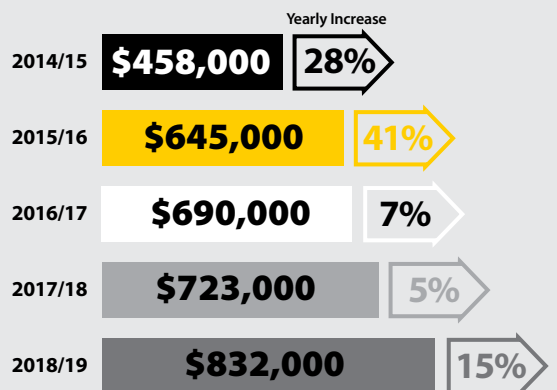 Yearly Increase
2014/15 $458,000 28%
2015/16 $645,000 41%
2016/17 $690,000 7%
2017/18 $723,000 5%
2018/19 $832,000 15%